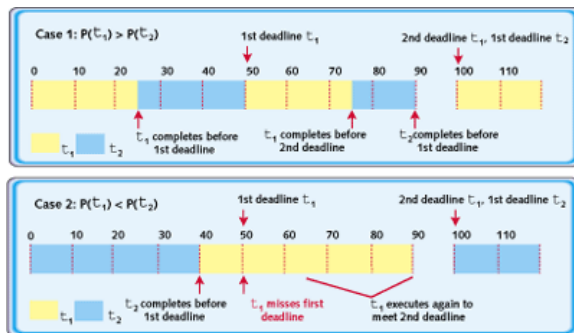 Case 1: P(t₁) > P(t₂)
1st deadline t₁
2nd deadline t₁, 1st deadline t₂
0 10 20 30 40 50 60 70 80 90 100 110
t₁ completes before
1st deadline
t₁ completes before
2nd deadline
t₂ completes before
1st deadline
t₁ t₂
Case 2: P(t₁) < P(t₂)
1st deadline t₁
2nd deadline t₁, 1st deadline t₂
0 10 20 30 40 50 60 70 80 90 100 110
t₂ completes before
1st deadline
t₁ misses first
deadline
t₁ executes again to
meet 2nd deadline
t₁ t₂